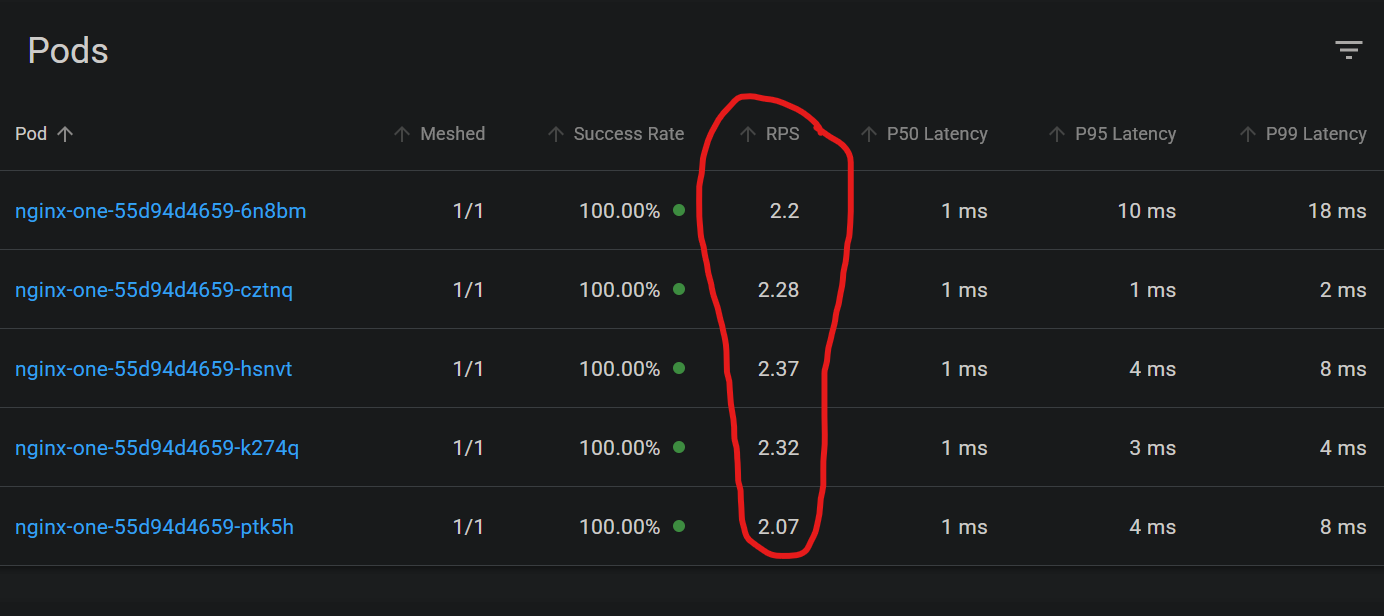 Pods
Pod Meshed Success Rate RPS P50 Latency P95 Latency P99 Latency
nginx-one-55d94d4659-6n8bm 1/1 100.00% 2.2 1 ms 10 ms 18 ms
nginx-one-55d94d4659-cztnq 1/1 100.00% 2.28 1 ms 1 ms 2 ms
nginx-one-55d94d4659-hsnvt 1/1 100.00% 2.37 1 ms 4 ms 8 ms
nginx-one-55d94d4659-k274q 1/1 100.00% 2.32 1 ms 3 ms 4 ms
nginx-one-55d94d4659-ptk5h 1/1 100.00% 2.07 1 ms 4 ms 8 ms